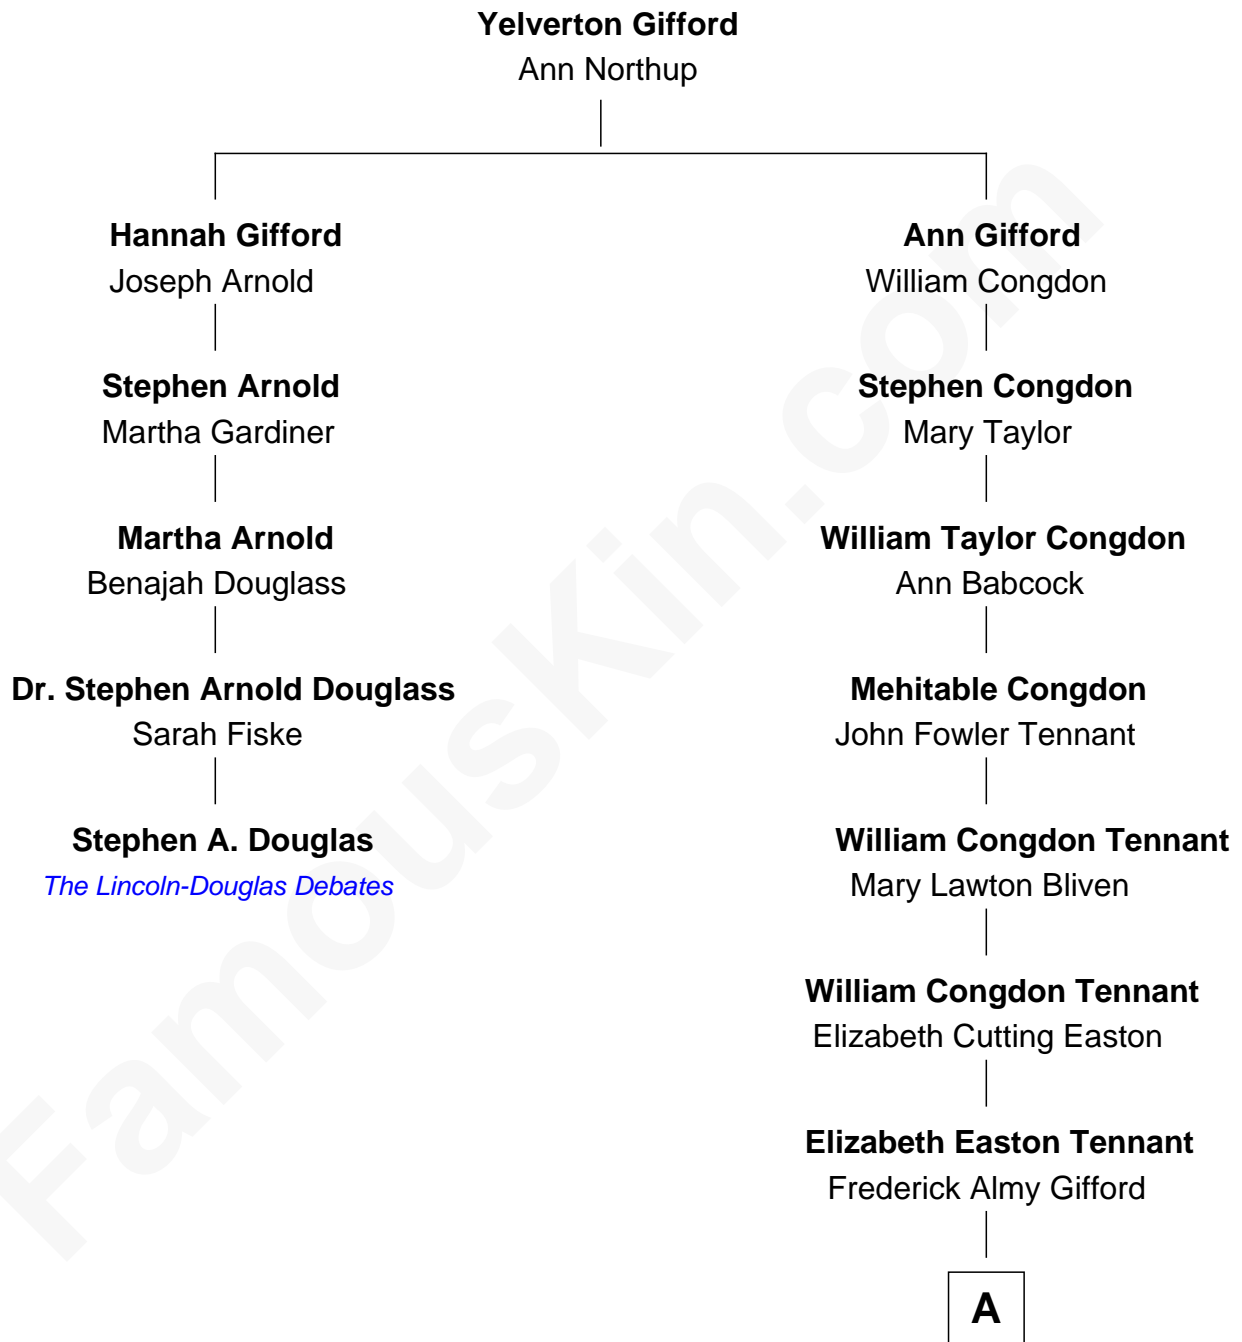 Yelverton Gifford
Ann Northup
Hannah Gifford
Joseph Arnold
Ann Gifford
William Congdon
Stephen Arnold
Martha Gardiner
Stephen Congdon
Mary Taylor
Martha Arnold
Benajah Douglass
William Taylor Congdon
Ann Babcock
Dr. Stephen Arnold Douglass
Sarah Fiske
Mehitable Congdon
John Fowler Tennant
Stephen A. Douglas
The Lincoln-Douglas Debates
William Congdon Tennant
Mary Lawton Bliven
William Congdon Tennant
Elizabeth Cutting Easton
Elizabeth Easton Tennant
Frederick Almy Gifford
A
FamousKin.com